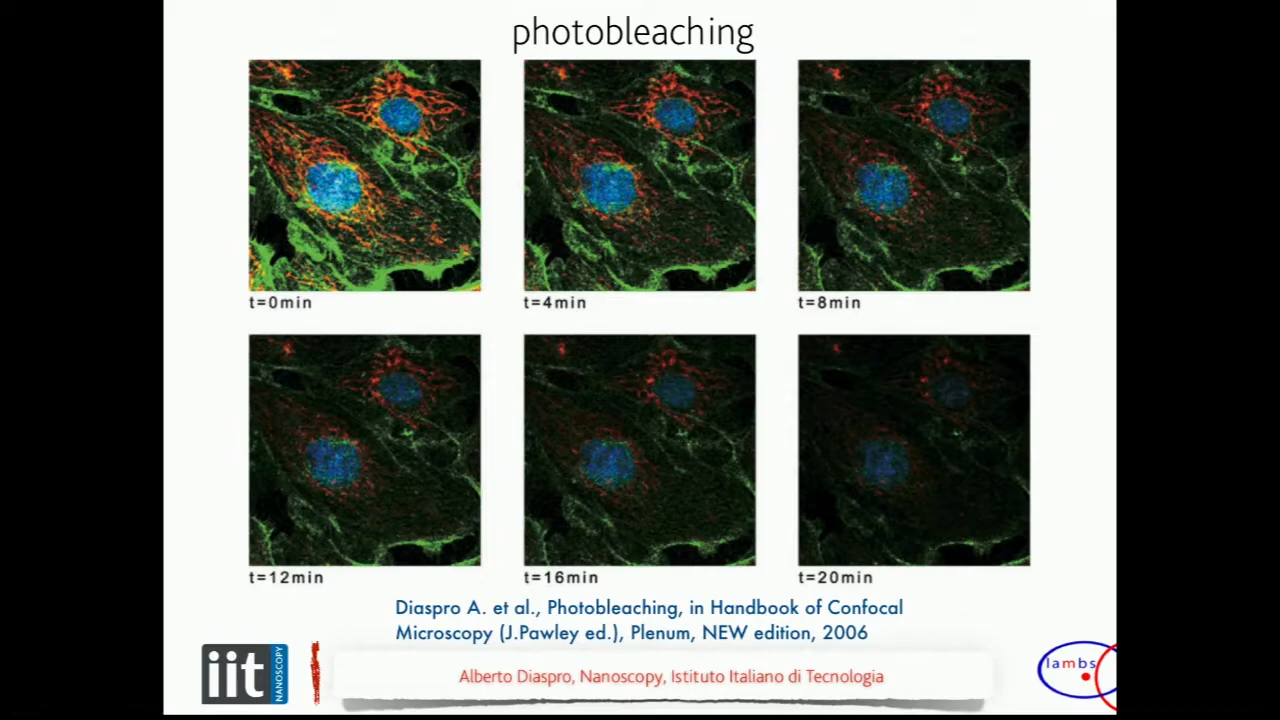 photobleaching
t=0min
t=4min
t=8min
t=12min
t=16min
t=20min
Diaspro A. et al., Photobleaching, in Handbook of Confocal
Microscopy (J.Pawley ed.), Plenum, NEW edition, 2006
iit
NANOSCOPY
Alberto Diaspro, Nanoscopy, Istituto Italiano di Tecnologia
lambs